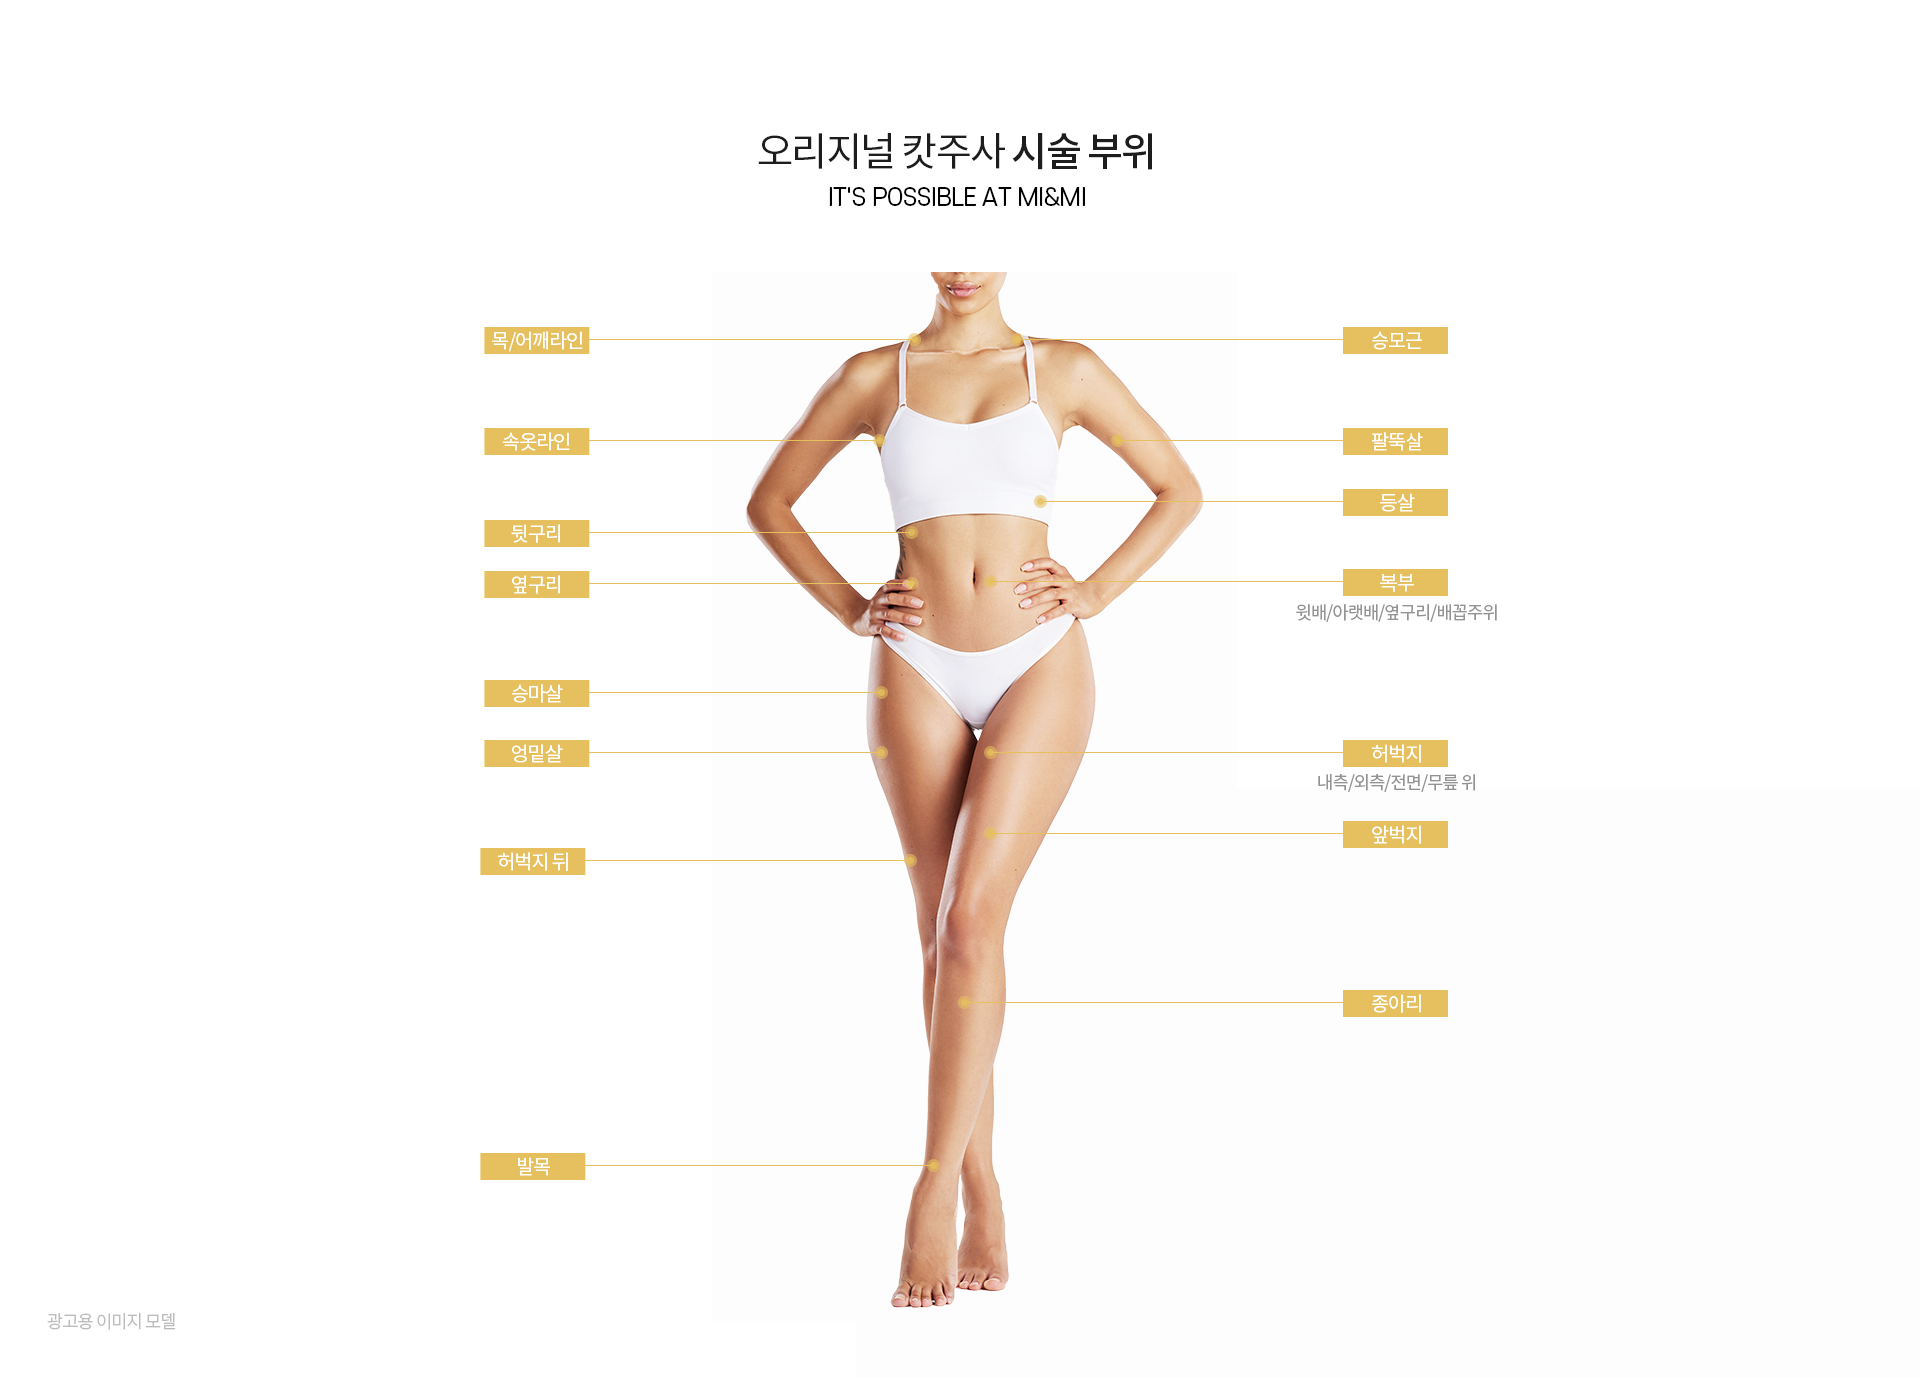 오리지널 캇주사 시술 부위
IT'S POSSIBLE AT MI&MI
목/어깨라인
승모근
속옷라인
팔뚝살
등살
뒷구리
옆구리
복부
윗배/아랫배/옆구리/배꼽주위
승마살
엉밑살
허벅지
내측/외측/전면/무릎 위
앞벅지
허벅지 뒤
종아리
발목
광고용 이미지 모델